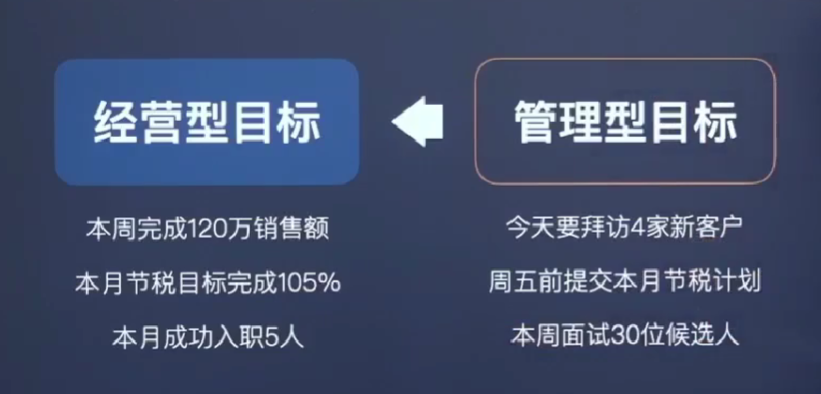 经营型目标
管理型目标
本周完成120万销售额
今天要拜访4家新客户
本月节税目标完成105%
周五前提交本月节税计划
本月成功入职5人
本周面试30位候选人